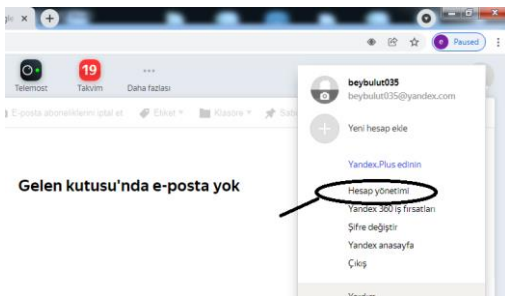 Paused
19
Telemost
Takvim
Daha fazlası
E-posta aboneliklerini iptal et
Etiket
Klasöre
beybulut035
beybulut035@yandex.com
Yeni hesap ekle
Yandex.Plus edinin
Gelen kutusu'nda e-posta yok
Hesap yönetimi
Yandex 360 iş fırsatları
Şifre değiştir
Yandex anasayfa
Çıkış
Yardım